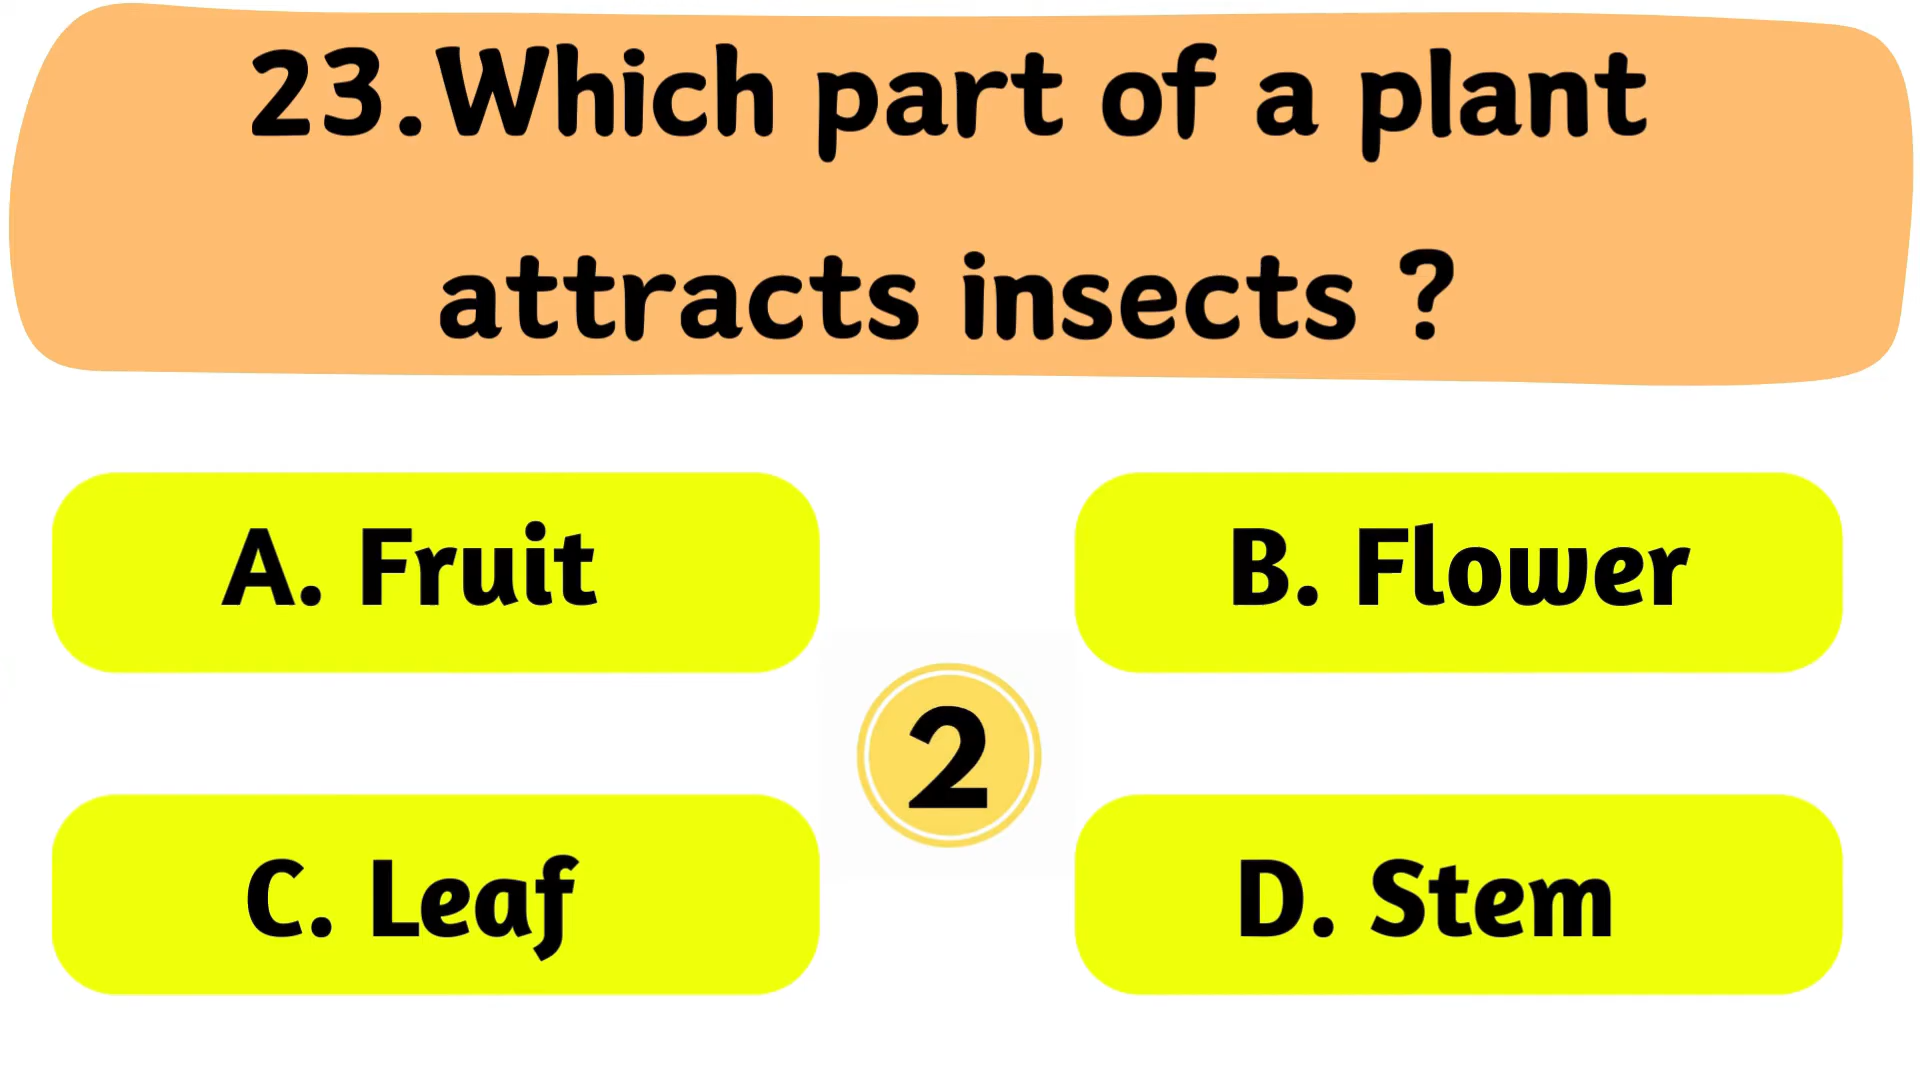 23.Which part of a plant
attracts insects ?
A. Fruit
B. Flower
2
C. Leaf
D. Stem